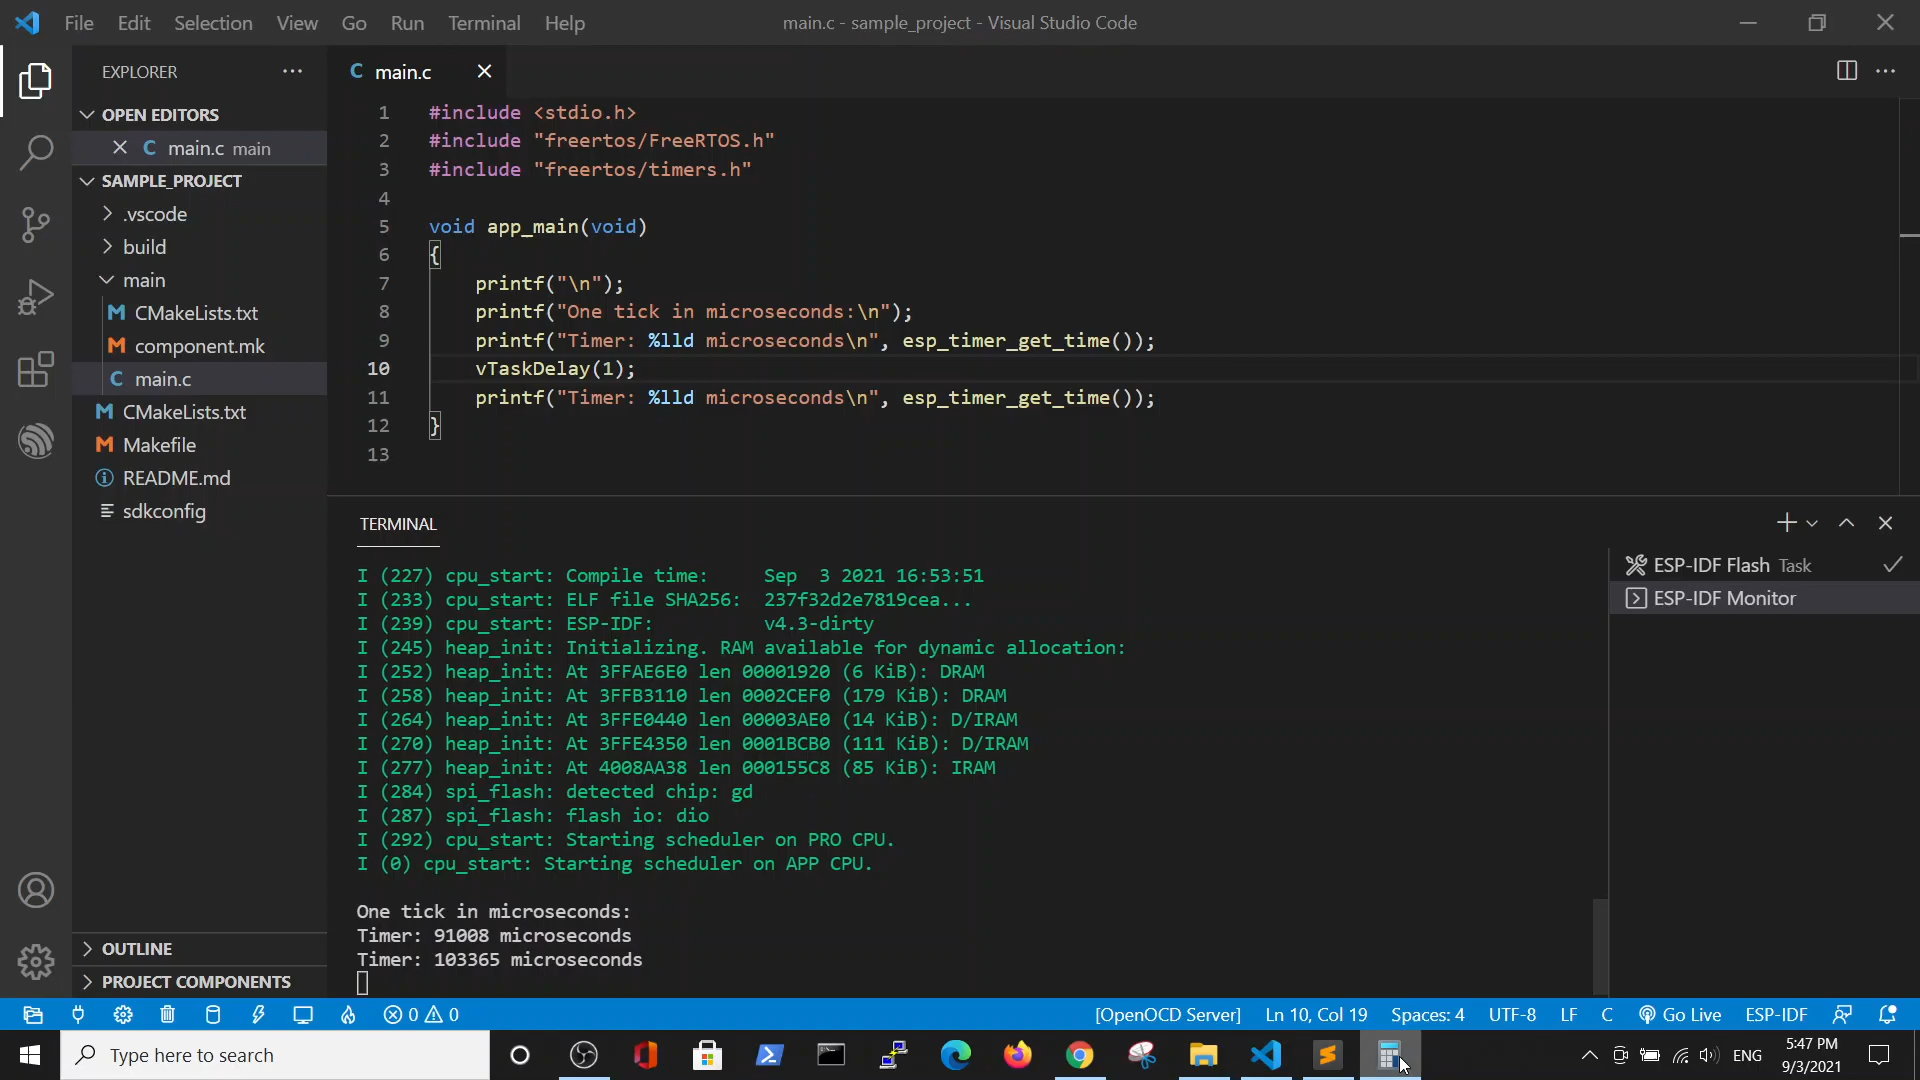 File Edit Selection View Go Run Terminal Help main.c - sample_project - Visual Studio Code
EXPLORER
OPEN EDITORS
main.c main
SAMPLE_PROJECT
.vscode
build
main
CMakeLists.txt
component.mk
main.c
CMakeLists.txt
Makefile
README.md
sdkconfig
OUTLINE
PROJECT COMPONENTS
main.c
1 #include <stdio.h>
2 #include "freertos/FreeRTOS.h"
3 #include "freertos/timers.h"
4
5 void app_main(void)
6 {
7 printf("\n");
8 printf("One tick in microseconds:\n");
9 printf("Timer: %lld microseconds\n", esp_timer_get_time());
10 vTaskDelay(1);
11 printf("Timer: %lld microseconds\n", esp_timer_get_time());
12 }
13
TERMINAL
I (227) cpu_start: Compile time: Sep 3 2021 16:53:51
I (233) cpu_start: ELF file SHA256: 237f32d2e7819cea...
I (239) cpu_start: ESP-IDF: v4.3-dirty
I (245) heap_init: Initializing. RAM available for dynamic allocation:
I (252) heap_init: At 3FFAE6E0 len 00001920 (6 KiB): DRAM
I (258) heap_init: At 3FFB3110 len 0002CEF0 (179 KiB): DRAM
I (264) heap_init: At 3FFE0440 len 00003AE0 (14 KiB): D/IRAM
I (270) heap_init: At 3FFE4350 len 0001BCB0 (111 KiB): D/IRAM
I (277) heap_init: At 4008AA38 len 000155C8 (85 KiB): IRAM
I (284) spi_flash: detected chip: gd
I (287) spi_flash: flash io: dio
I (292) cpu_start: Starting scheduler on PRO CPU.
I (0) cpu_start: Starting scheduler on APP CPU.
One tick in microseconds:
Timer: 91008 microseconds
Timer: 103365 microseconds
ESP-IDF Flash Task
ESP-IDF Monitor
0 0 [OpenOCD Server] Ln 10, Col 19 Spaces: 4 UTF-8 LF C Go Live ESP-IDF
Type here to search
ENG
5:47 PM
9/3/2021